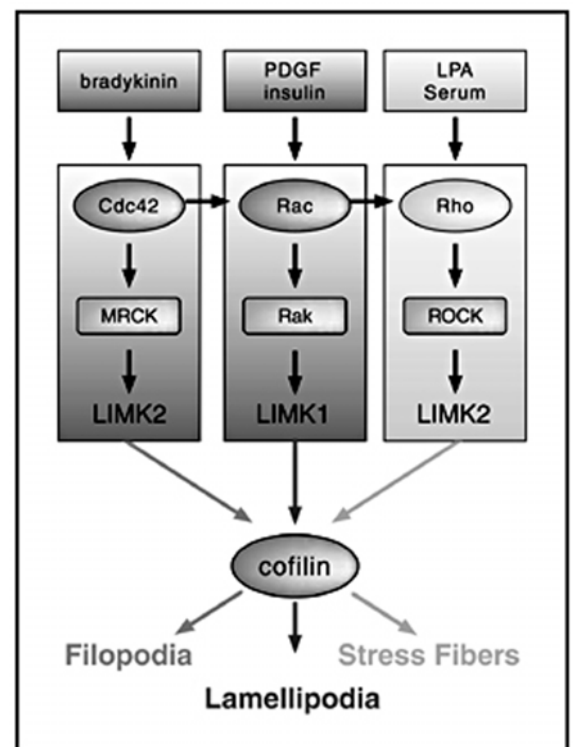 bradykinin
PDGF
insulin
LPA
Serum
Cdc42
Rac
Rho
MRCK
Rak
ROCK
LIMK2
LIMK1
LIMK2
cofilin
Filopodia
Stress Fibers
Lamellipodia